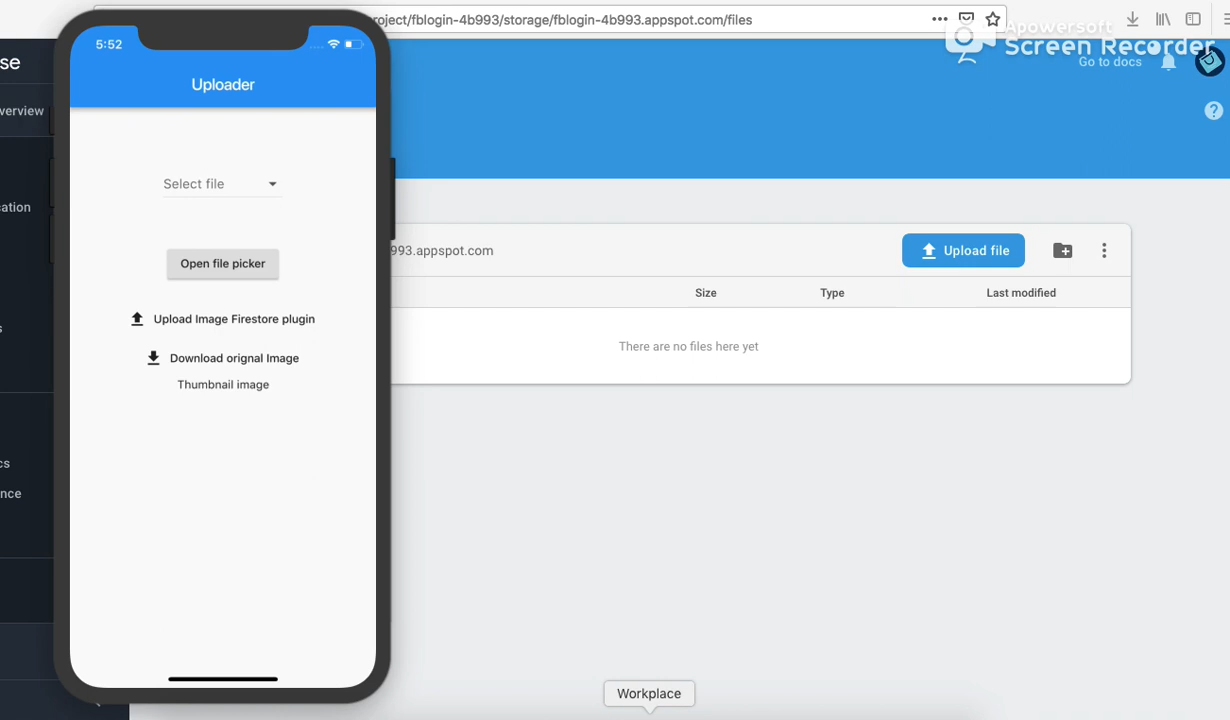 roject/fblogin-4b993/storage/fblogin-4b993.appspot.com/files
Apowersoft
Screen Recorder
5:52
se
Go to docs
Uploader
verview
Select file
cation
993.appspot.com
Upload file
Open file picker
Size
Type
Last modified
Upload Image Firestore plugin
s
There are no files here yet
Download orignal Image
Thumbnail image
cs
nce
Workplace